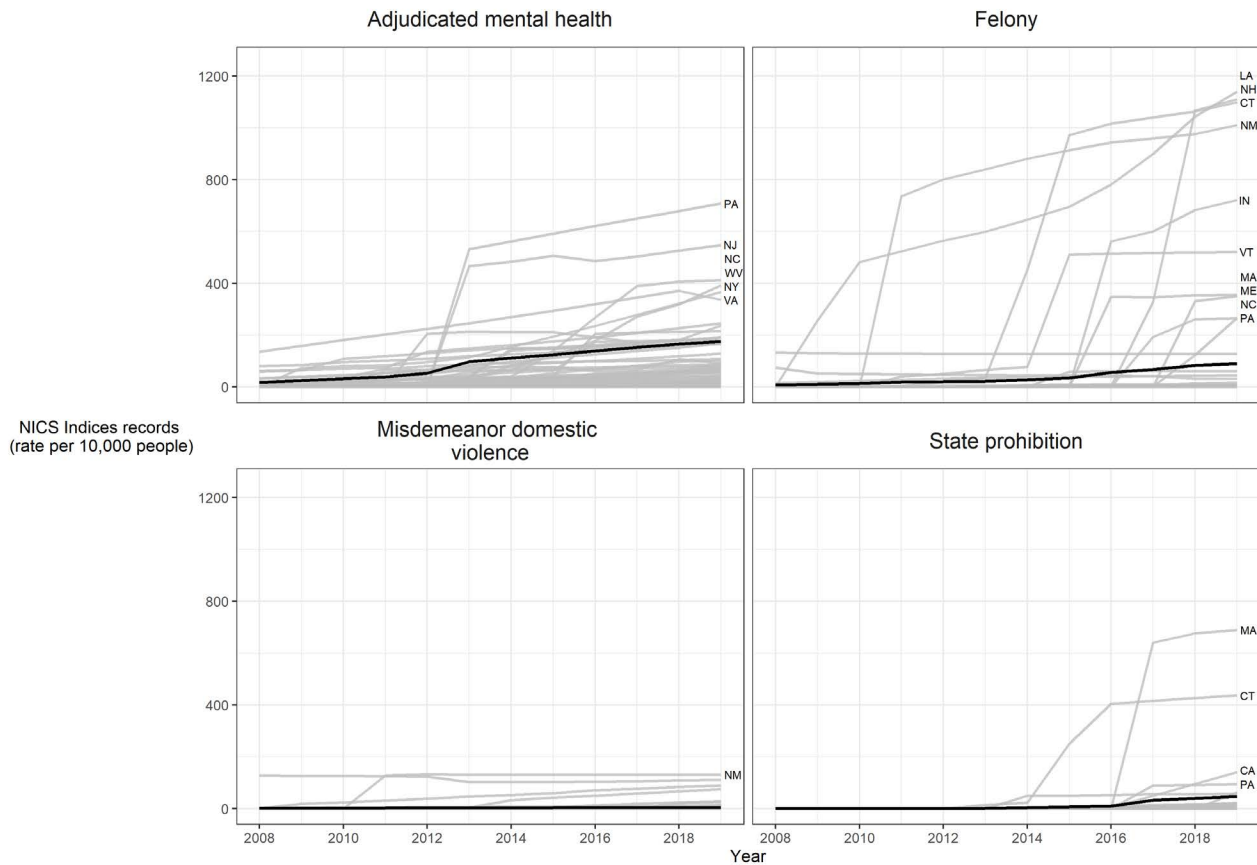 Adjudicated mental health
Felony
1200
800
400
0
PA
NJ
NC
WV
NY
VA
LA
NH
CT
NM
IN
VT
MA
ME
NC
PA
NICS Indices records
(rate per 10,000 people)
Misdemeanor domestic
violence
State prohibition
1200
800
400
0
NM
MA
CT
CA
PA
2008 2010 2012 2014 2016 2018
2008 2010 2012 2014 2016 2018
Year